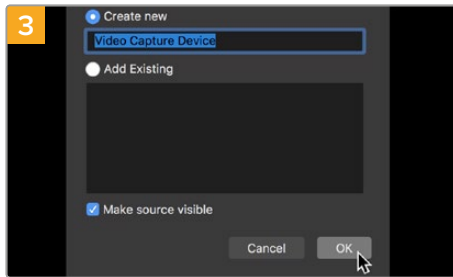 3
Create new
Video Capture Device
Add Existing
Make source visible
Cancel OK